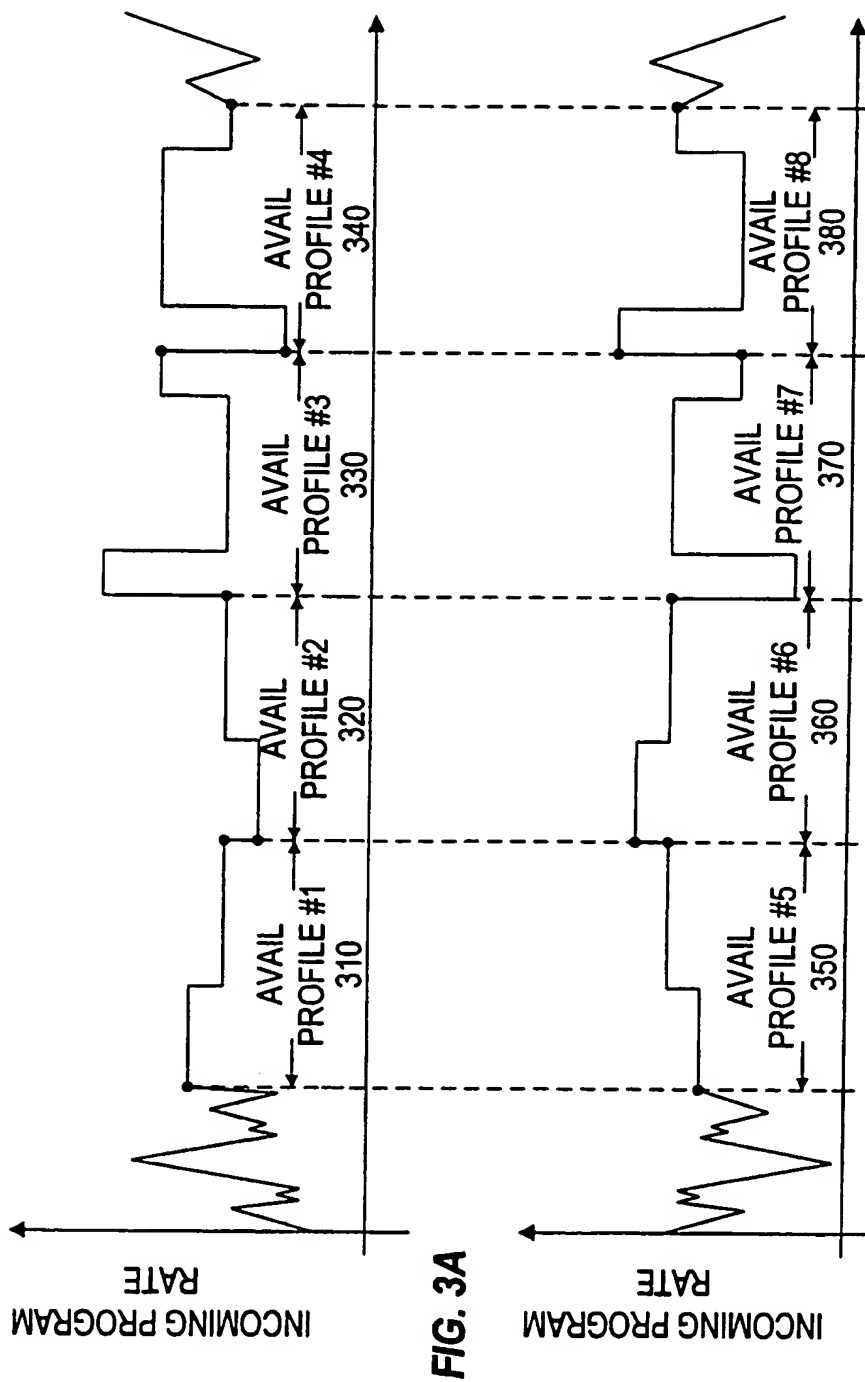 INCOMING PROGRAM
RATE
AVAIL
PROFILE #1
310
AVAIL
PROFILE #2
320
AVAIL
PROFILE #3
330
AVAIL
PROFILE #4
340
FIG. 3A
INCOMING PROGRAM
RATE
AVAIL
PROFILE #5
350
AVAIL
PROFILE #6
360
AVAIL
PROFILE #7
370
AVAIL
PROFILE #8
380